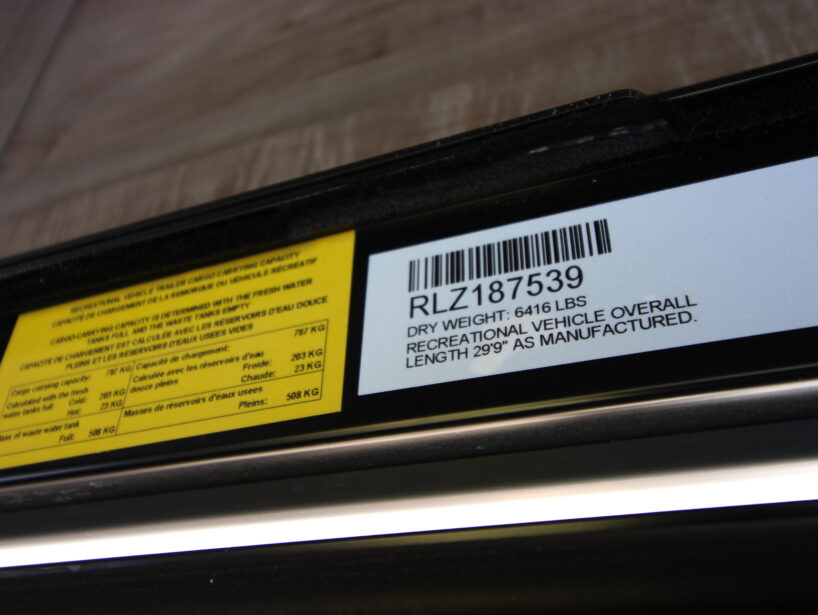 RECREATIONAL VEHICLE TRAILER CARGO CARRYING CAPACITY
CAPACITÉ DE CHARGEMENT DE LA REMORQUE DU VÉHICULE RÉCRÉATIF
CARGO CARRYING CAPACITY IS DETERMINED WITH THE FRESH WATER
TANKS FULL AND THE WASTE TANKS EMPTY
CAPACITÉ DE CHARGEMENT EST CALCULÉE AVEC LES RÉSERVOIRS D'EAU DOUCE
PLEINS ET LES RÉSERVOIRS D'EAUX USÉES VIDES
Cargo carrying capacity: 797 KG
Calculated with the fresh
water tanks full Cold: 203 KG
Hot: 23 KG
Mass of waste water tank
Full: 508 KG
Capacité de chargement: 797 KG
Calculée avec les réservoirs d'eau
douce pleins Froide: 203 KG
Chaude: 23 KG
Masses de réservoirs d'éaux usées
Pleins: 508 KG
RLZ187539
DRY WEIGHT: 6416 LBS
RECREATIONAL VEHICLE OVERALL
LENGTH 29'9" AS MANUFACTURED.